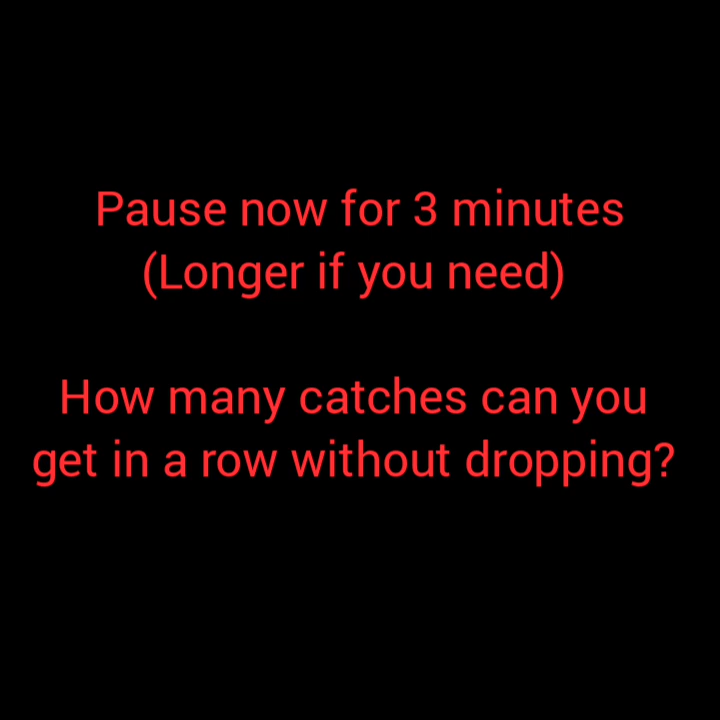 Pause now for 3 minutes
(Longer if you need)
How many catches can you
get in a row without dropping?